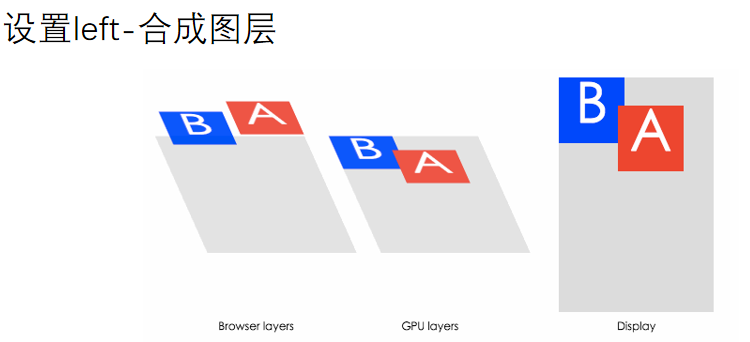 设置left-合成图层
B
A
B
A
B
A
Browser layers
GPU layers
Display